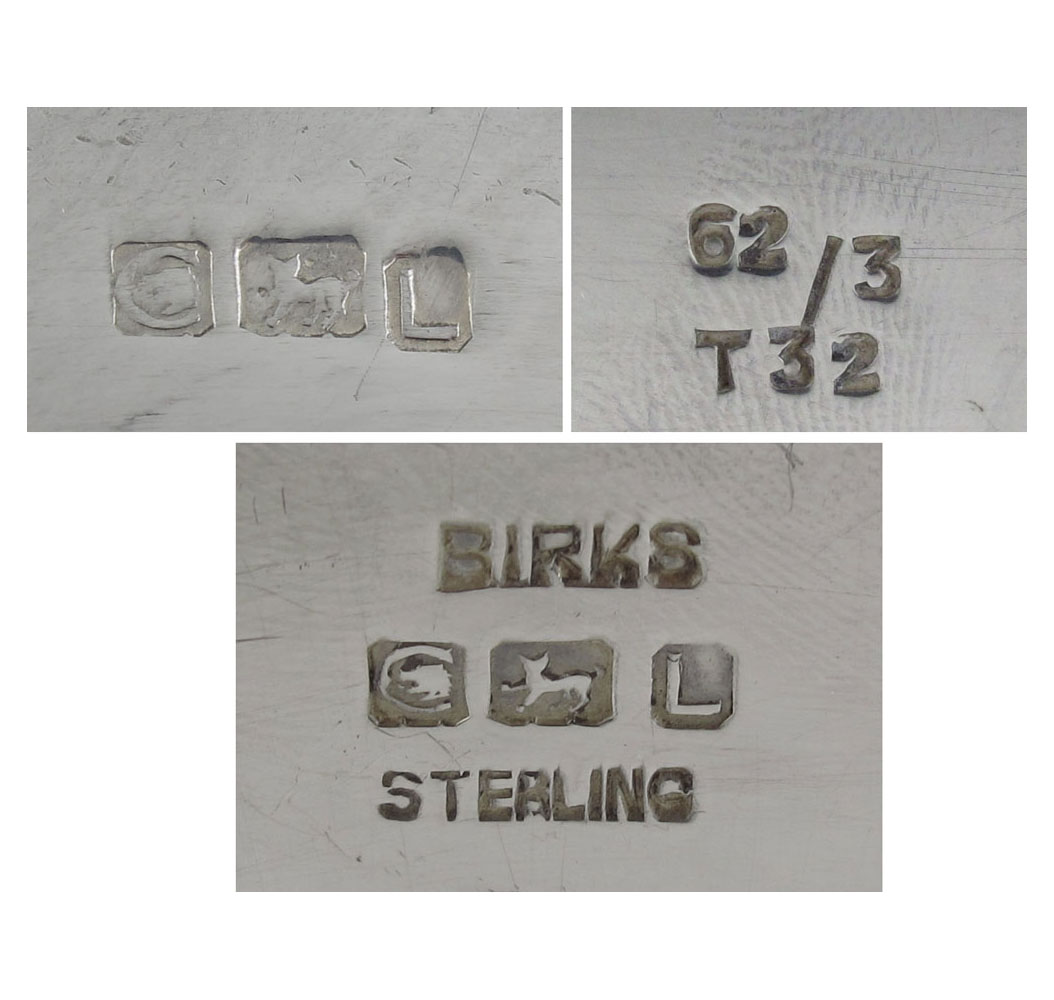 L
62/3
T32
BIRKS
L
STERLING